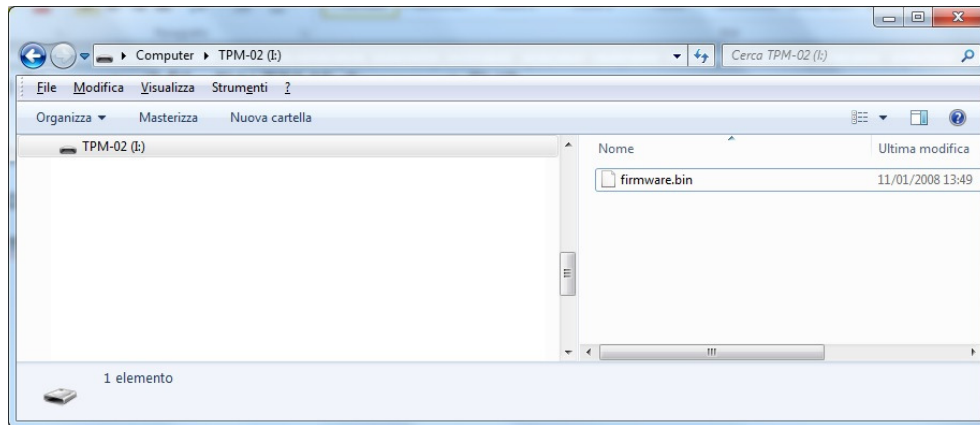 Computer ▸ TPM-02 (I:)
Cerca TPM-02 (I:)
File Modifica Visualizza Strumenti ?
Organizza Masterizza Nuova cartella
TPM-02 (I:)
Nome Ultima modifica
firmware.bin 11/01/2008 13:49
1 elemento